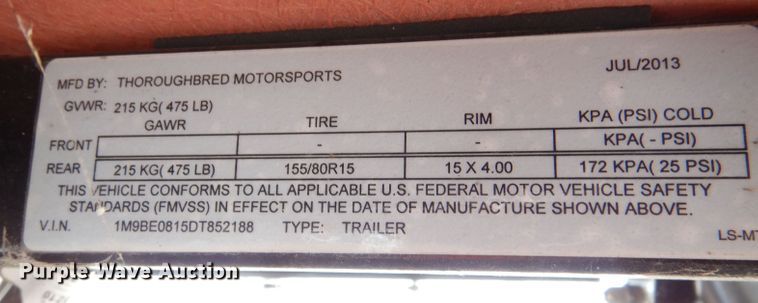 JUL/2013
MFD BY: THOROUGHBRED MOTORSPORTS
GVWR: 215 KG( 475 LB)
GAWR TIRE RIM KPA (PSI) COLD
FRONT - - KPA( - PSI)
REAR 215 KG( 475 LB) 155/80R15 15 X 4.00 172 KPA( 25 PSI)
THIS VEHICLE CONFORMS TO ALL APPLICABLE U.S. FEDERAL MOTOR VEHICLE SAFETY
STANDARDS (FMVSS) IN EFFECT ON THE DATE OF MANUFACTURE SHOWN ABOVE.
V.I.N. 1M9BE0815DT852188 TYPE: TRAILER
LS-MT
Purple Wave Auction